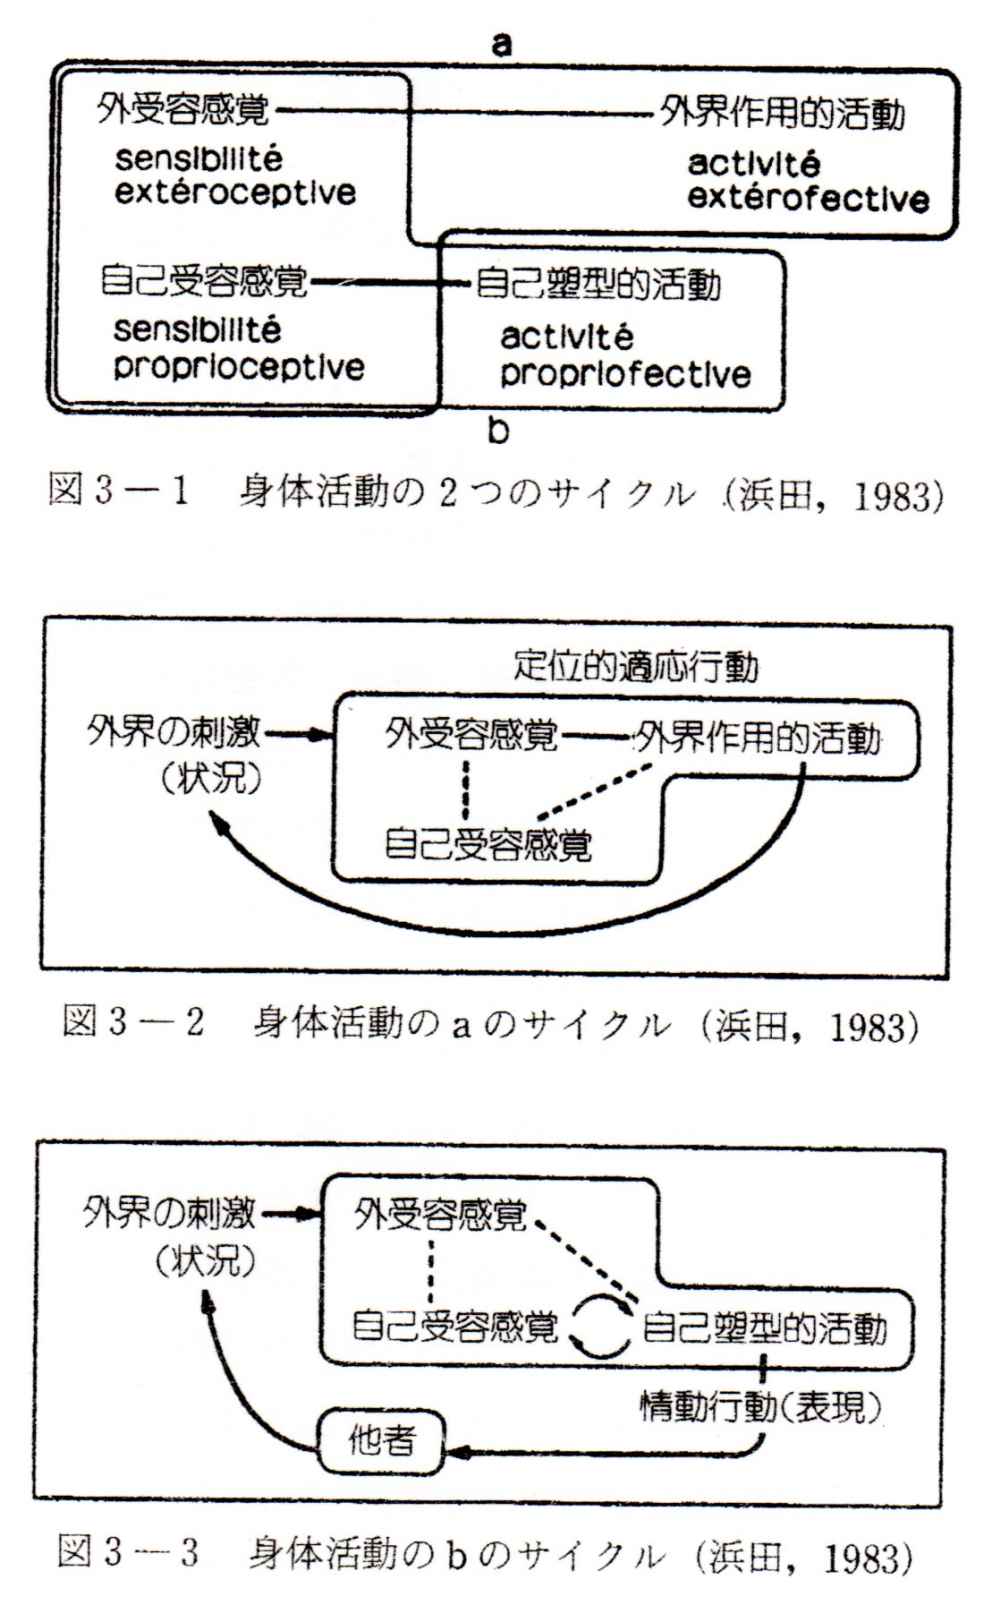 a
外受容感覚 外界作用的活動
sensibilité activité
extéroceptive extérofective
自己受容感覚 自己塑型的活動
sensibilité activité
proprioceptive propriofective
b
図3-1 身体活動の2つのサイクル (浜田, 1983)
定位的適応行動
外界の刺激 外受容感覚 外界作用的活動
(状況)
自己受容感覚
図3-2 身体活動のaのサイクル (浜田, 1983)
外界の刺激 外受容感覚
(状況)
自己受容感覚 自己塑型的活動
情動行動(表現)
他者
図3-3 身体活動のbのサイクル (浜田, 1983)